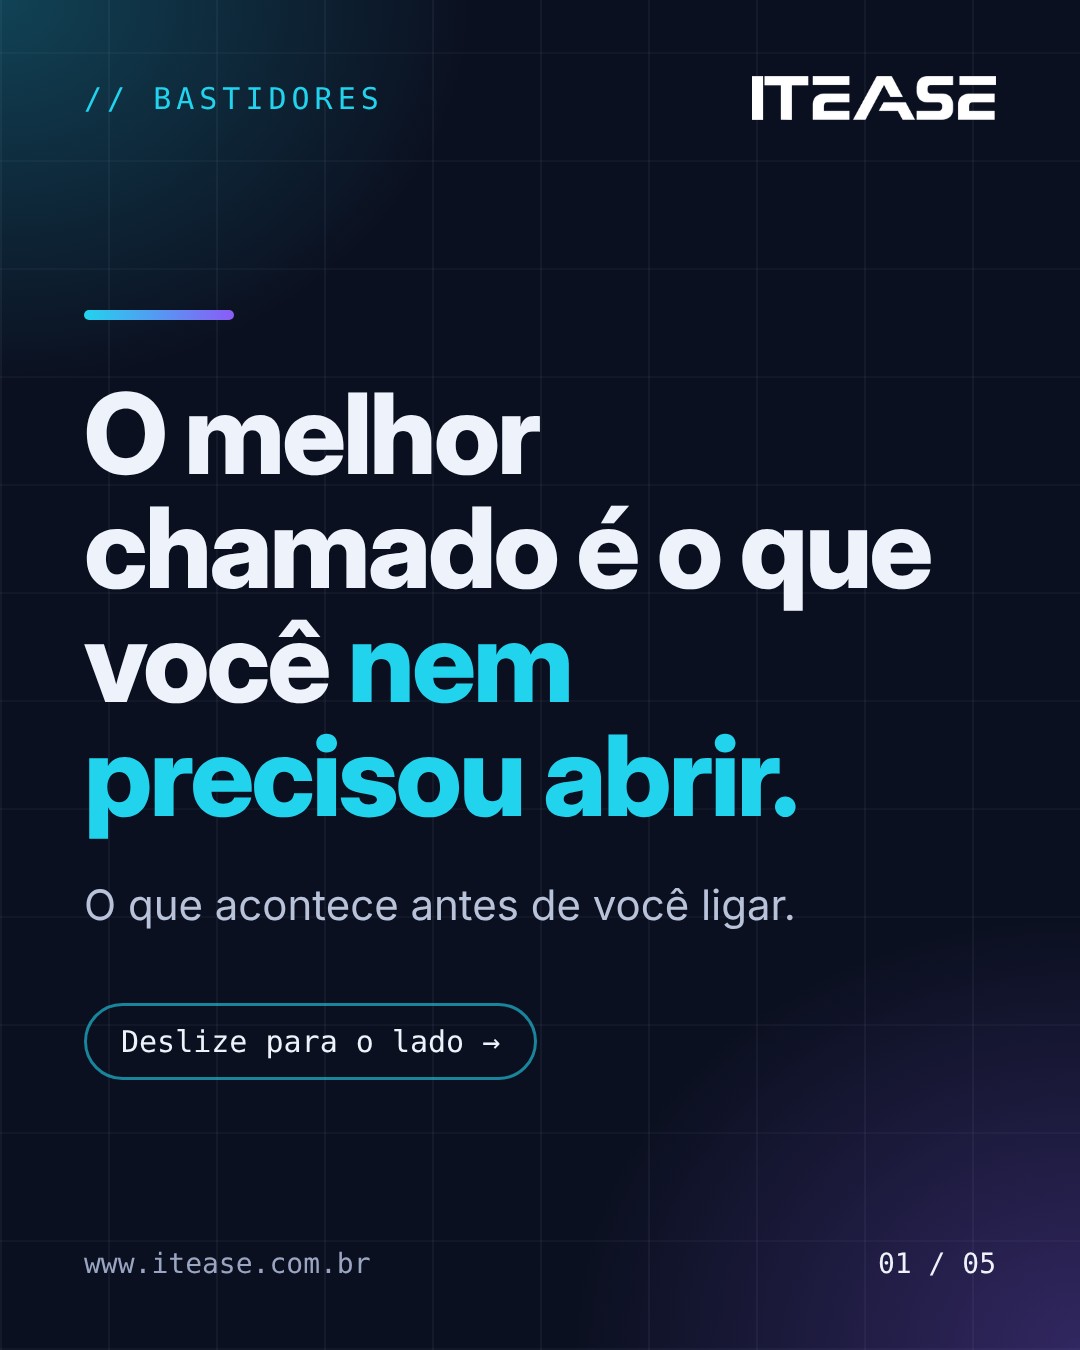 // BASTIDORES
ITEASE
O melhor
chamado é o que
você nem
precisou abrir.
O que acontece antes de você ligar.
Deslize para o lado →
www.itease.com.br
01 / 05